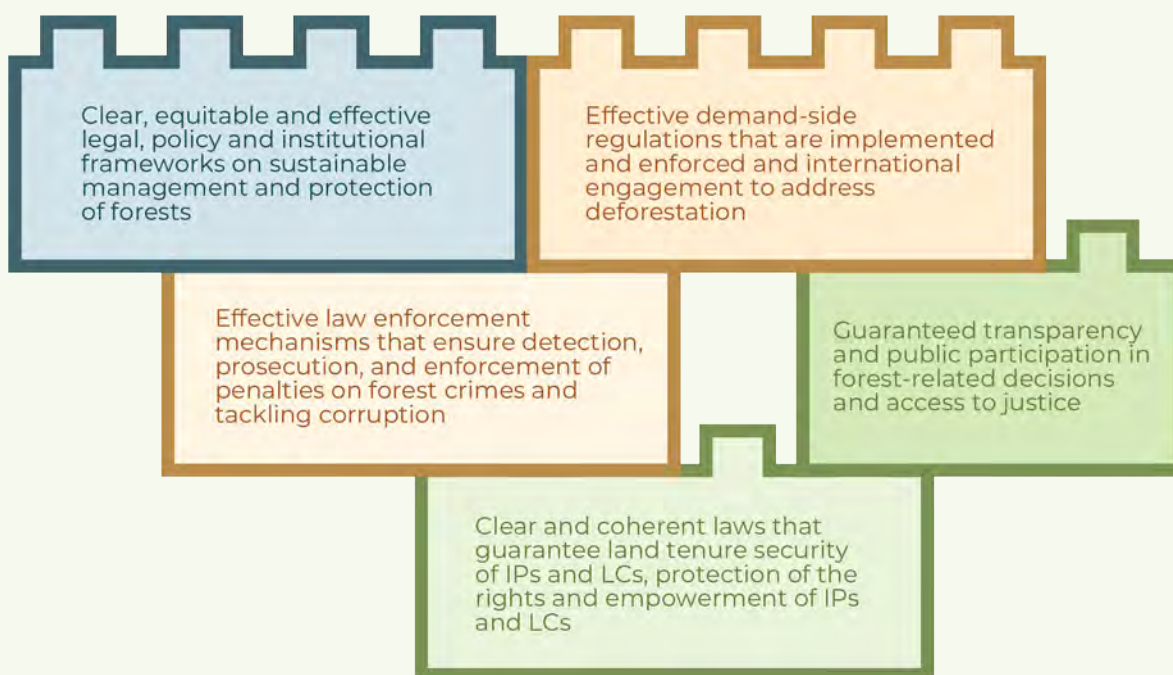 Clear, equitable and effective
legal, policy and institutional
frameworks on sustainable
management and protection
of forests
Effective demand-side
regulations that are implemented
and enforced and international
engagement to address
deforestation
Effective law enforcement
mechanisms that ensure detection,
prosecution, and enforcement of
penalties on forest crimes and
tackling corruption
Guaranteed transparency
and public participation in
forest-related decisions
and access to justice
Clear and coherent laws that
guarantee land tenure security
of IPs and LCs, protection of the
rights and empowerment of IPs
and LCs